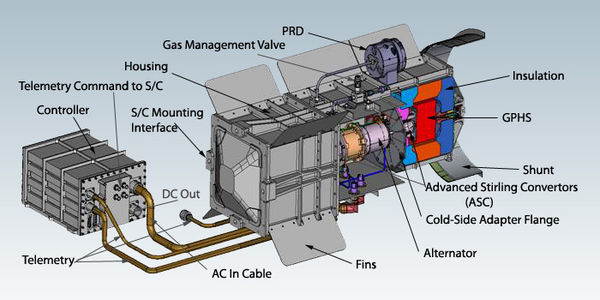 PRD
Gas Management Valve
Housing
Telemetry Command to S/C
Controller
S/C Mounting
Interface
Insulation
GPHS
Shunt
Advanced Stirling Convertors
(ASC)
Cold-Side Adapter Flange
Alternator
DC Out
Telemetry
AC In Cable
Fins